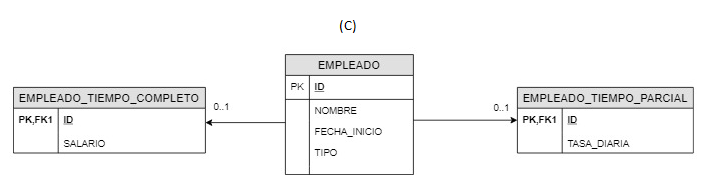 (C)
EMPLEADO
PK ID
NOMBRE
FECHA_INICIO
TIPO
EMPLEADO_TIEMPO_COMPLETO
PK,FK1 ID
SALARIO
0..1
0..1
EMPLEADO_TIEMPO_PARCIAL
PK,FK1 ID
TASA_DIARIA